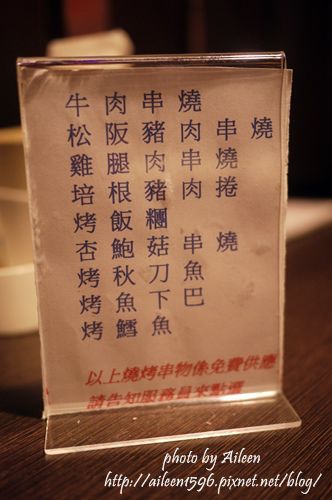 牛肉串燒
松阪豬肉串燒
雞腿肉串燒
培根豬肉捲
烤飯糰
杏鮑菇串燒
烤秋刀魚
烤魚下巴
烤鱈魚
以上燒烤串物係免費供應
請告知服務員來點選
photo by Aileen
http://aileen1596.pixnet.net/blog/